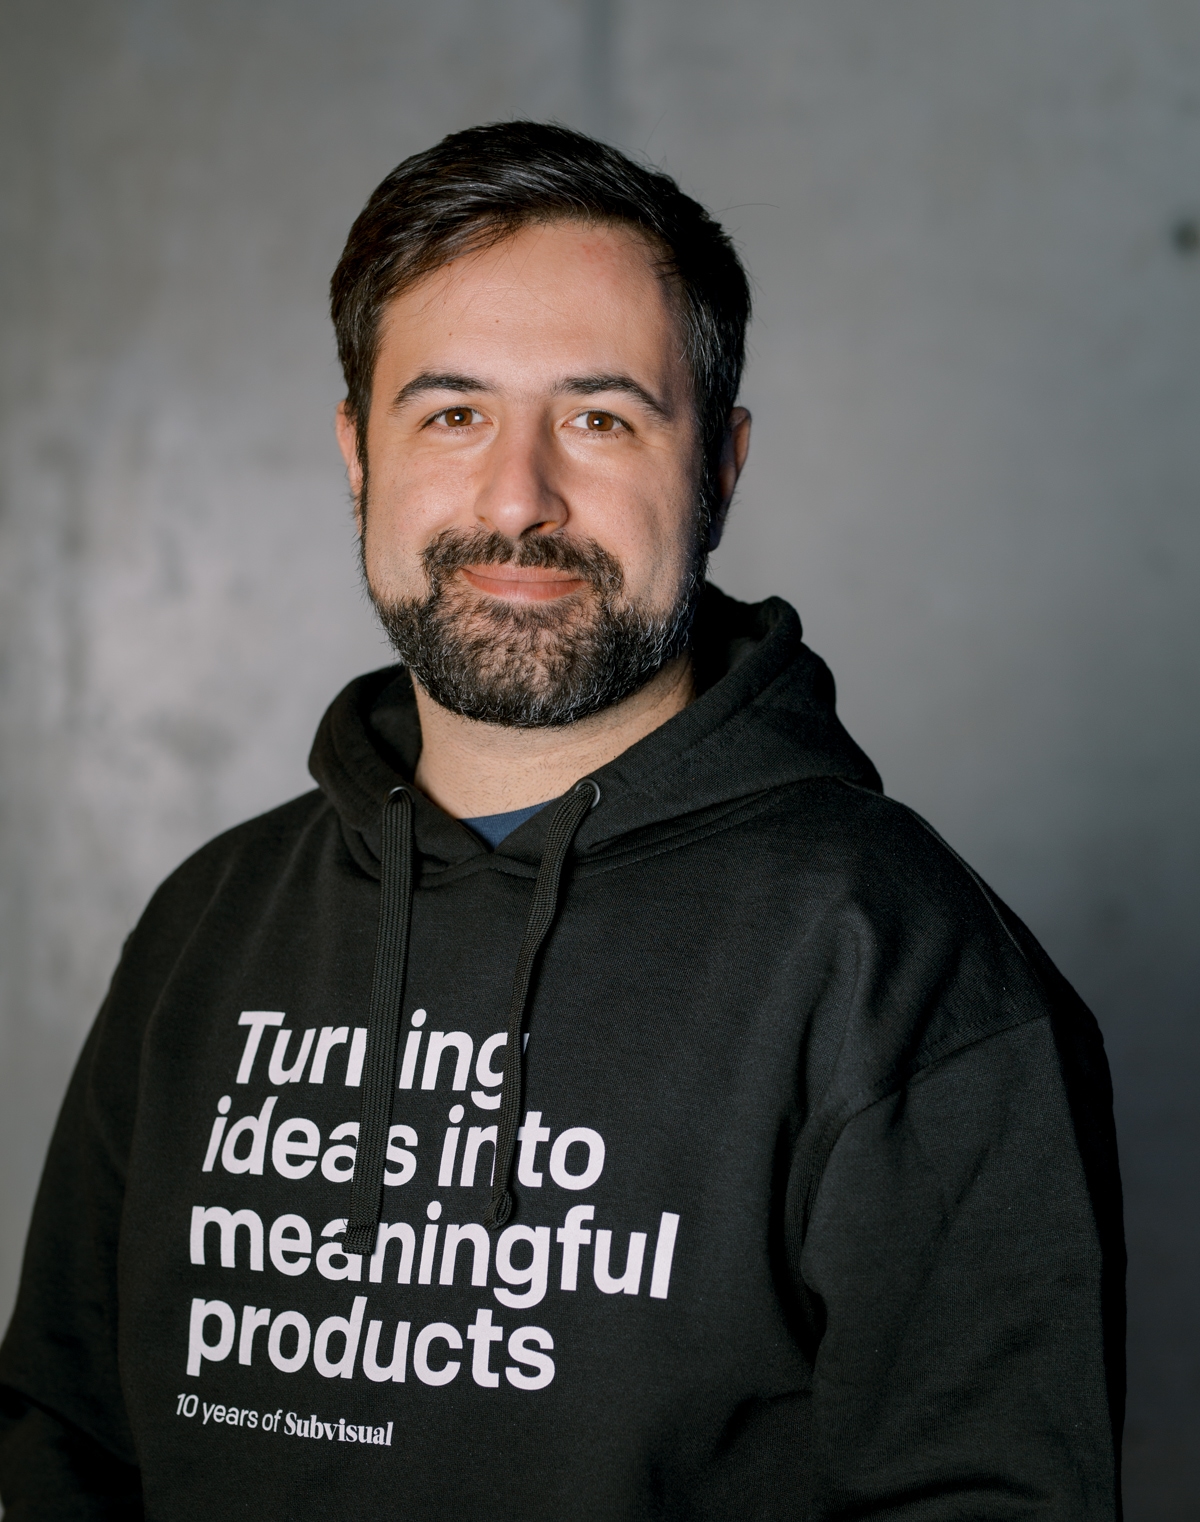 Turning
ideas into
meaningful
products
10 years of Subvisual